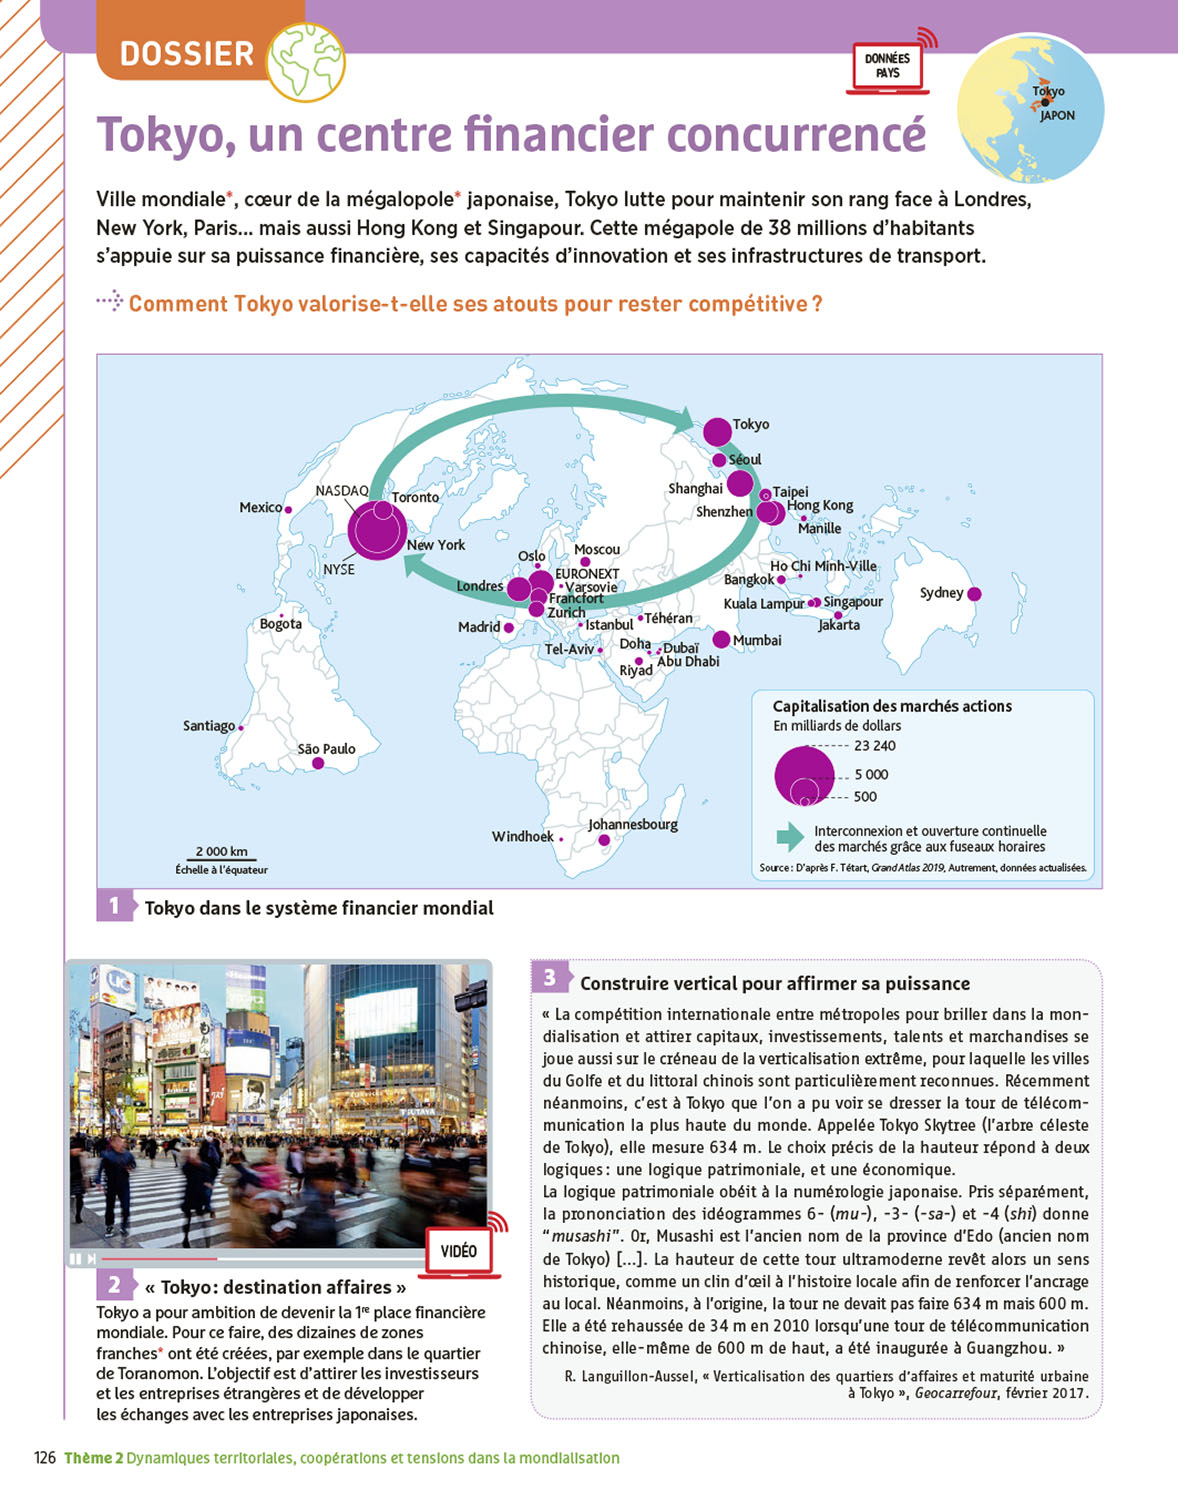 DOSSIER
DONNÉES
PAYS
Tokyo
JAPON
Tokyo, un centre financier concurrencé
Ville mondiale*, cœur de la mégalopole* japonaise, Tokyo lutte pour maintenir son rang face à Londres,
New York, Paris... mais aussi Hong Kong et Singapour. Cette mégapole de 38 millions d’habitants
s’appuie sur sa puissance financière, ses capacités d’innovation et ses infrastructures de transport.
Comment Tokyo valorise-t-elle ses atouts pour rester compétitive ?
Tokyo
Séoul
Shanghai
Taipei
Shenzhen
Hong Kong
Manille
NASDAQ
Toronto
Mexico
New York
NYSE
Oslo
Moscou
EURONEXT
Londres
Varsovie
Francfort
Zurich
Madrid
Istanbul
Téhéran
Tel-Aviv
Doha
Dubaï
Abu Dhabi
Riyad
Mumbai
Ho Chi Minh-Ville
Bangkok
Kuala Lumpur
Singapour
Jakarta
Sydney
Bogota
Santiago
São Paulo
Windhoek
Johannesbourg
2 000 km
Échelle à l’équateur
Capitalisation des marchés actions
En milliards de dollars
23 240
5 000
500
Interconnexion et ouverture continuelle
des marchés grâce aux fuseaux horaires
Source : D’après F. Tétart, Grand Atlas 2019, Autrement, données actualisées.
1 Tokyo dans le système financier mondial
UC
TSUTAYA
VIDÉO
2 « Tokyo : destination affaires »
Tokyo a pour ambition de devenir la 1re place financière
mondiale. Pour ce faire, des dizaines de zones
franches* ont été créées, par exemple dans le quartier
de Toranomon. L’objectif est d’attirer les investisseurs
et les entreprises étrangères et de développer
les échanges avec les entreprises japonaises.
3 Construire vertical pour affirmer sa puissance
« La compétition internationale entre métropoles pour briller dans la mon-
dialisation et attirer capitaux, investissements, talents et marchandises se
joue aussi sur le créneau de la verticalisation extrême, pour laquelle les villes
du Golfe et du littoral chinois sont particulièrement reconnues. Récemment
néanmoins, c’est à Tokyo que l’on a pu voir se dresser la tour de télécom-
munication la plus haute du monde. Appelée Tokyo Skytree (l’arbre céleste
de Tokyo), elle mesure 634 m. Le choix précis de la hauteur répond à deux
logiques : une logique patrimoniale, et une économique.
La logique patrimoniale obéit à la numérologie japonaise. Pris séparément,
la prononciation des idéogrammes 6- (mu-), -3- (-sa-) et -4 (shi) donne
“musashi”. Or, Musashi est l’ancien nom de la province d’Edo (ancien nom
de Tokyo) [...]. La hauteur de cette tour ultramoderne revêt alors un sens
historique, comme un clin d’œil à l’histoire locale afin de renforcer l’ancrage
au local. Néanmoins, à l’origine, la tour ne devait pas faire 634 m mais 600 m.
Elle a été rehaussée de 34 m en 2010 lorsqu’une tour de télécommunication
chinoise, elle-même de 600 m de haut, a été inaugurée à Guangzhou. »
R. Languillon-Aussel, « Verticalisation des quartiers d’affaires et maturité urbaine
à Tokyo », Geocarrefour, février 2017.
126 Thème 2 Dynamiques territoriales, coopérations et tensions dans la mondialisation